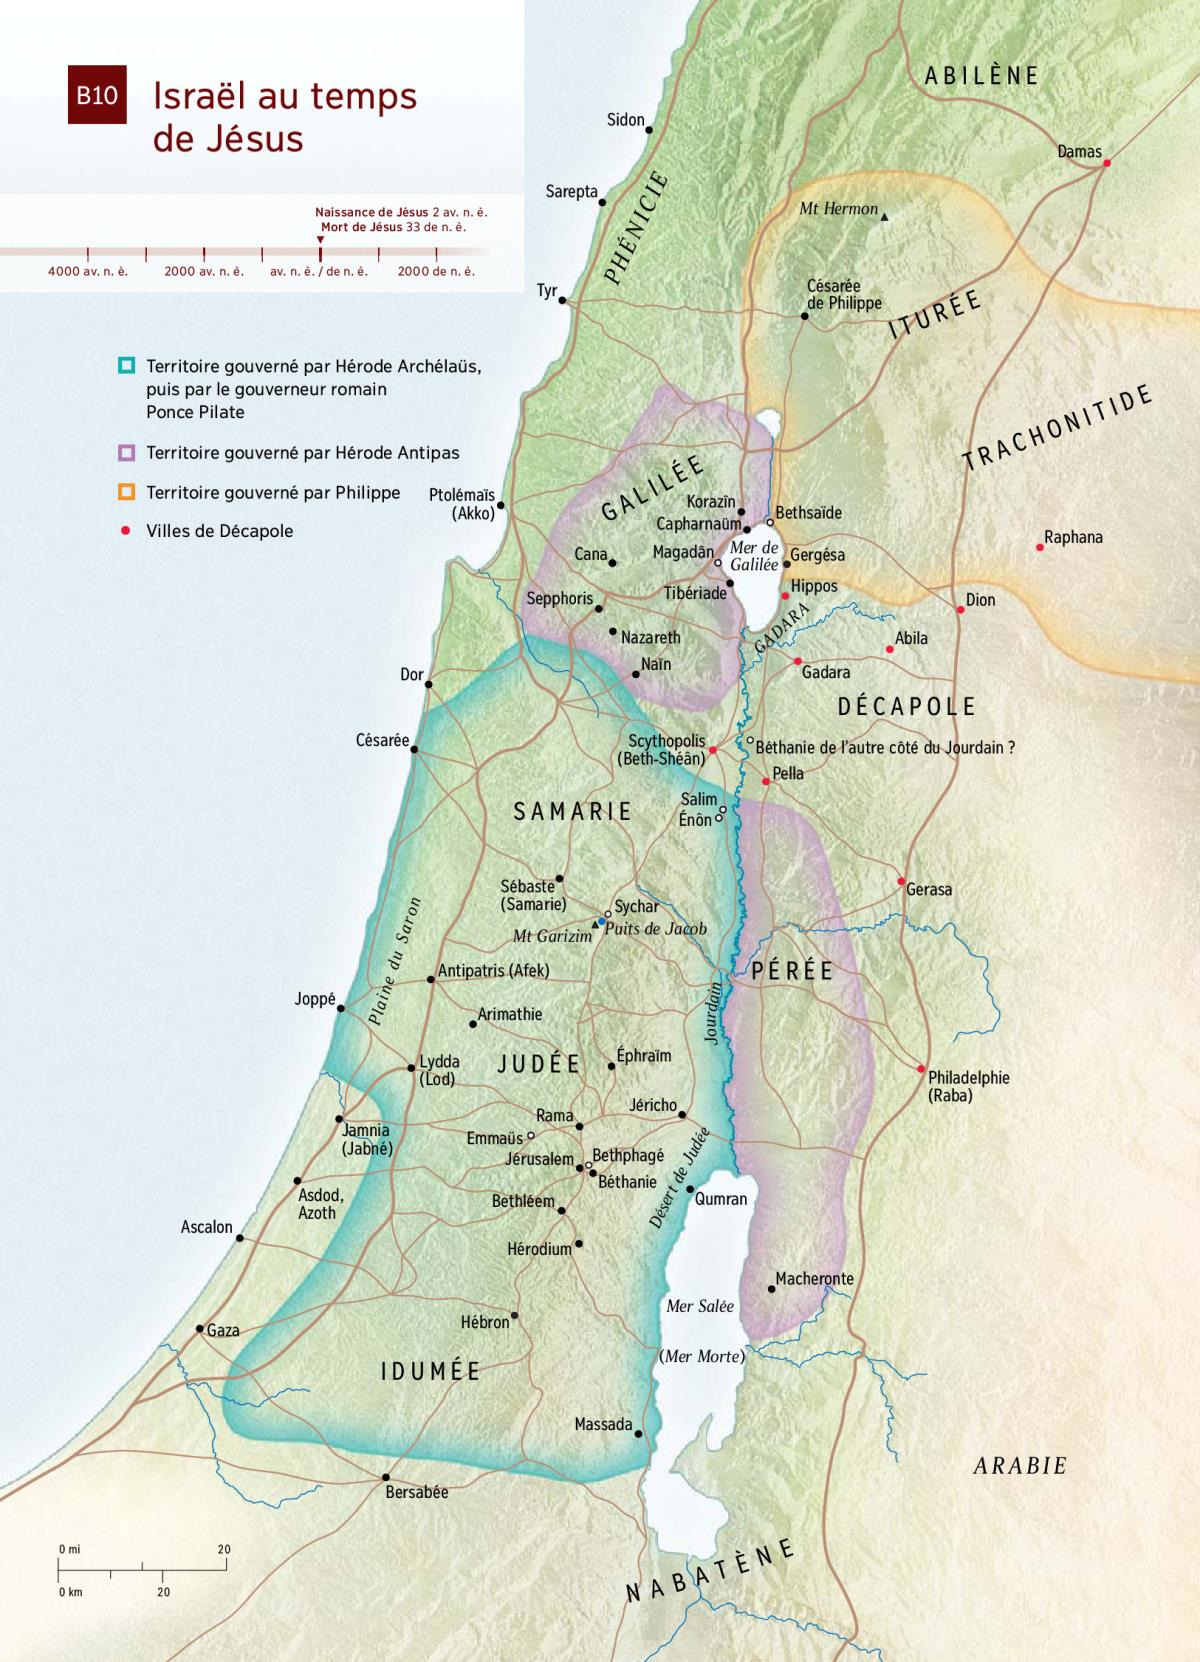 B10
Israël au temps
de Jésus
Naissance de Jésus 2 av. n. è.
Mort de Jésus 33 de n. è.
4000 av. n. è.
2000 av. n. è.
av. n. è. / de n. è.
2000 de n. è.
Territoire gouverné par Hérode Archélaüs,
puis par le gouverneur romain
Ponce Pilate
Territoire gouverné par Hérode Antipas
Territoire gouverné par Philippe
Villes de Décapole
ABILÈNE
Sidon
Damas
Sarepta
PHÉNICIE
Mt Hermon
Tyr
Césarée
de Philippe
ITURÉE
TRACHONITIDE
GALILÉE
Ptolémaïs
(Akko)
Korazîn
Bethsaïde
Capharnaüm
Raphana
Cana
Magadân
Mer de
Galilée
Gergésa
Tibériade
Hippos
Sepphoris
Dion
GADARA
Nazareth
Abila
Naïn
Gadara
Dor
DÉCAPOLE
Césarée
Scythopolis
(Beth-Shéân)
Béthanie de l’autre côté du Jourdain ?
Pella
SAMARIE
Salim
Énôn
Sébaste
(Samarie)
Gerasa
Sychar
Puits de Jacob
Mt Garizim
Plaine du Saron
Antipatris (Afek)
PÉRÉE
Joppé
Arimathie
Jourdain
Lydda
(Lod)
JUDÉE
Éphraïm
Philadelphie
(Raba)
Jéricho
Rama
Jamnia
(Jabné)
Emmaüs
Jérusalem
Bethphagé
Béthanie
Désert de Judée
Asdod,
Azoth
Bethléem
Qumran
Ascalon
Hérodium
Macheronte
Mer Salée
(Mer Morte)
Hébron
Gaza
IDUMÉE
Massada
ARABIE
Bersabée
NABATÈNE
0 mi
20
0 km
20